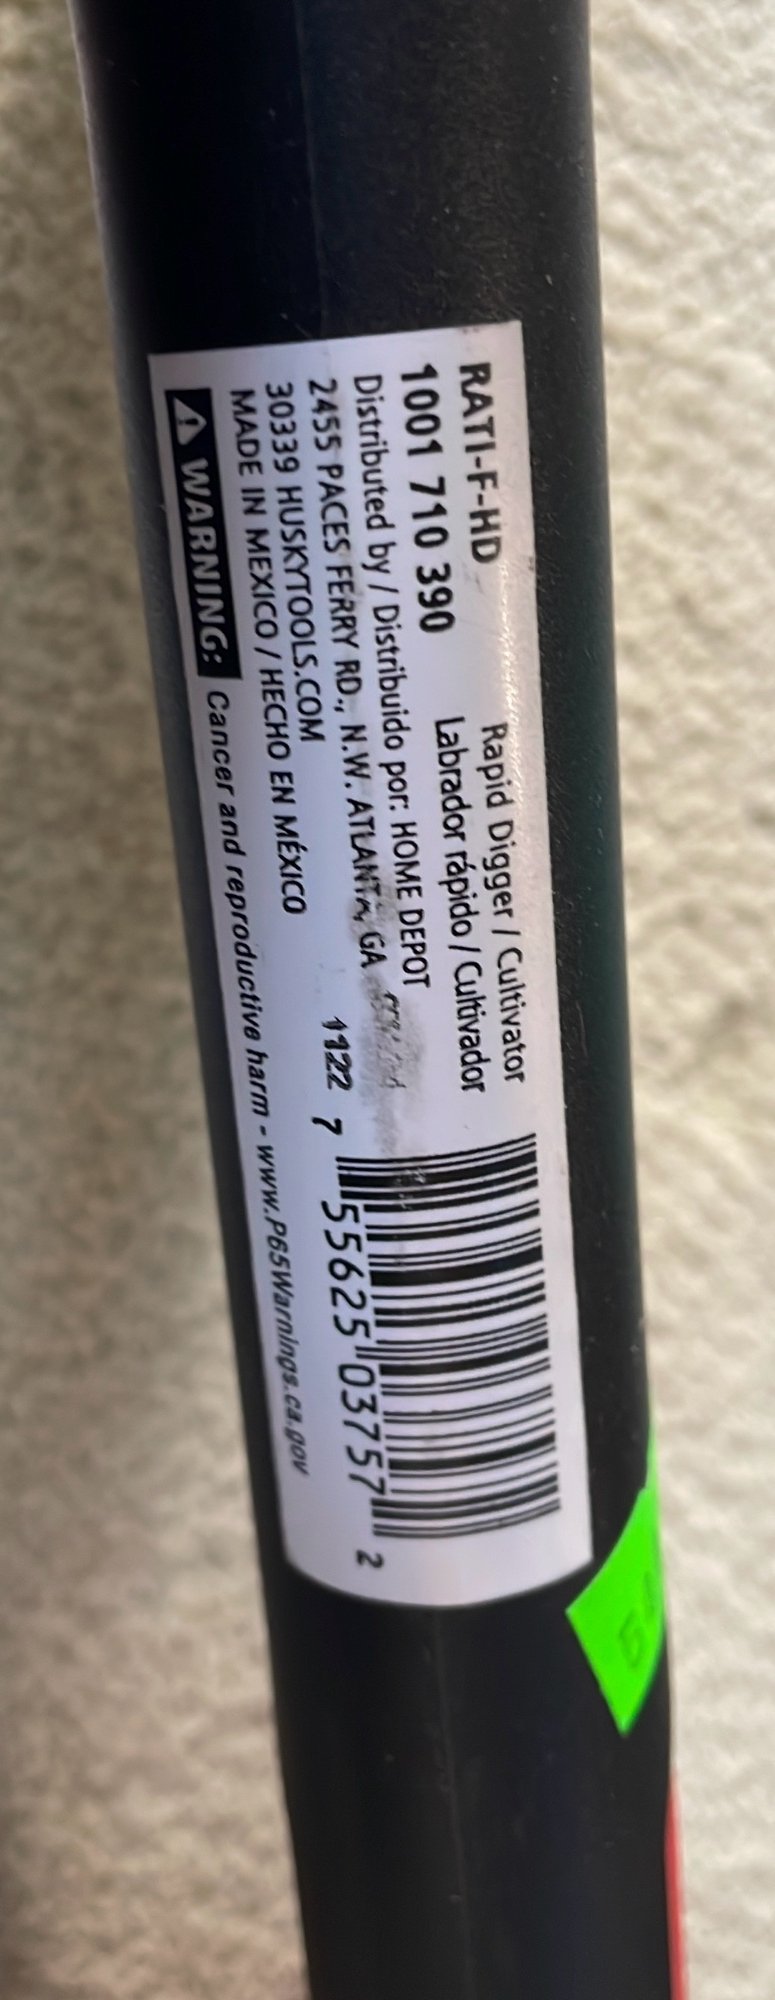 RATI-F-HD
1001 710 390
Rapid Digger / Cultivator
Labrador rápido / Cultivador
Distributed by / Distribuido por: HOME DEPOT
2455 PACES FERRY RD., N.W. ATLANTA, GA
30339 HUSKYTOOLS.COM
MADE IN MEXICO / HECHO EN MÉXICO
1122
7 55625 03757 2
WARNING: Cancer and reproductive harm - www.P65Warnings.ca.gov